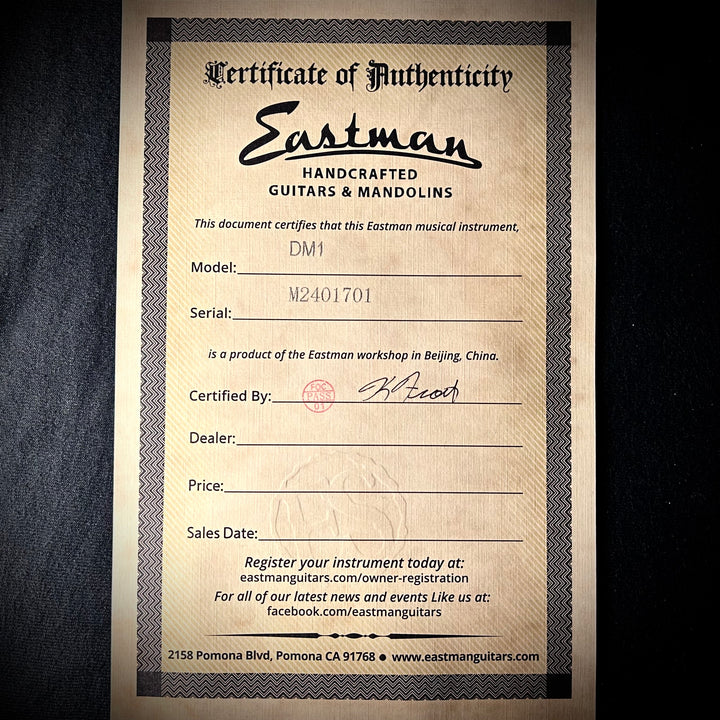 Certificate of Authenticity
Eastman
HANDCRAFTED
GUITARS & MANDOLINS
This document certifies that this Eastman musical instrument,
DM1
Model:
M2401701
Serial:
is a product of the Eastman workshop in Beijing, China.
Certified By:
FQC
PASS
01
Dealer:
Price:
Sales Date:
Register your instrument today at:
eastmanguitars.com/owner-registration
For all of our latest news and events Like us at:
facebook.com/eastmanguitars
2158 Pomona Blvd, Pomona CA 91768 ● www.eastmanguitars.com